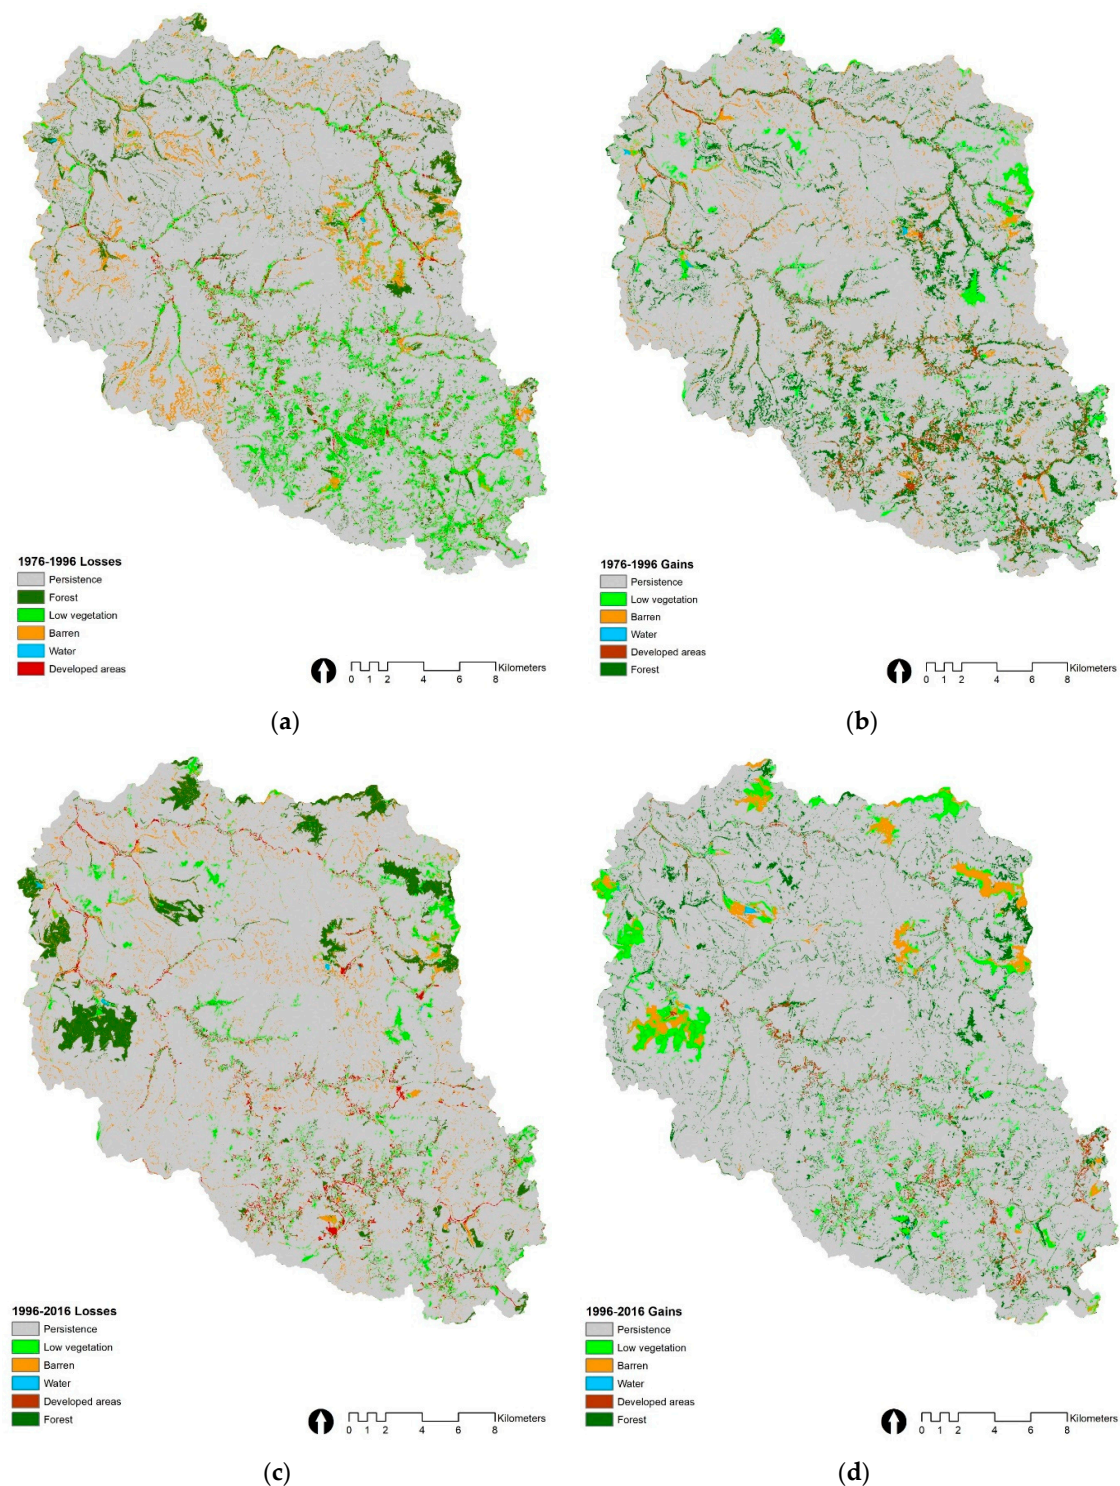 1976-1996 Losses
Persistence
Forest
Low vegetation
Barren
Water
Developed areas
Kilometers
0 1 2 4 6 8
(a)
1976-1996 Gains
Persistence
Low vegetation
Barren
Water
Developed areas
Forest
Kilometers
0 1 2 4 6 8
(b)
1996-2016 Losses
Persistence
Low vegetation
Barren
Water
Developed areas
Forest
Kilometers
0 1 2 4 6 8
(c)
1996-2016 Gains
Persistence
Low vegetation
Barren
Water
Developed areas
Forest
Kilometers
0 1 2 4 6 8
(d)